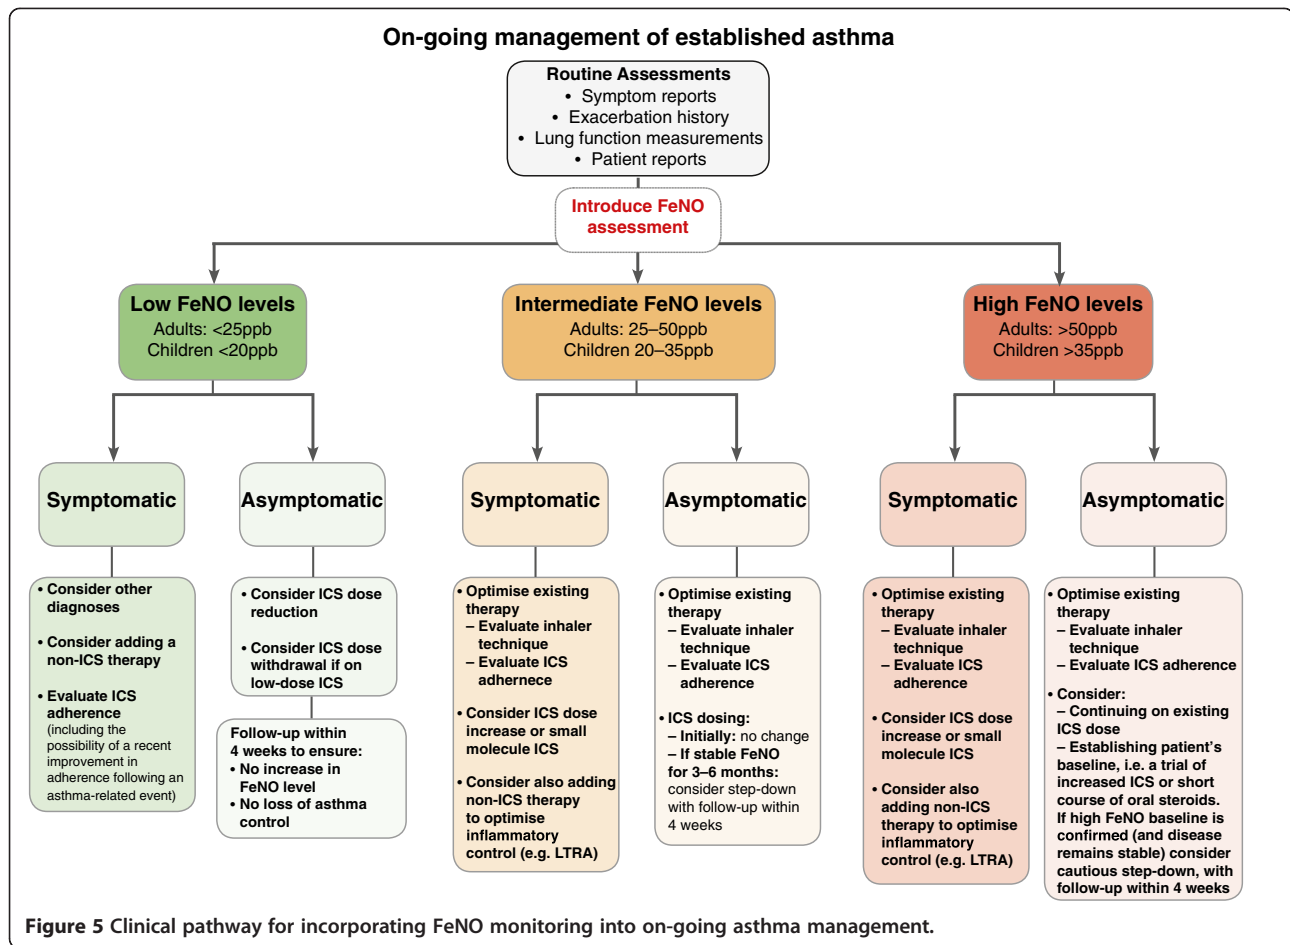 On-going management of established asthma
Routine Assessments
• Symptom reports
• Exacerbation history
• Lung function measurements
• Patient reports
Introduce FeNO
assessment
Low FeNO levels
Adults: <25ppb
Children <20ppb
Intermediate FeNO levels
Adults: 25–50ppb
Children 20–35ppb
High FeNO levels
Adults: >50ppb
Children >35ppb
Symptomatic
Asymptomatic
Symptomatic
Asymptomatic
Symptomatic
Asymptomatic
• Consider other
diagnoses
• Consider adding a
non-ICS therapy
• Evaluate ICS
adherence
(including the
possibility of a recent
improvement in
adherence following an
asthma-related event)
• Consider ICS dose
reduction
• Consider ICS dose
withdrawal if on
low-dose ICS
Follow-up within
4 weeks to ensure:
• No increase in
FeNO level
• No loss of asthma
control
• Optimise existing
therapy
– Evaluate inhaler
technique
– Evaluate ICS
adhernece
• Consider ICS dose
increase or small
molecule ICS
• Consider also adding
non-ICS therapy
to optimise
inflammatory
control (e.g. LTRA)
• Optimise existing
therapy
– Evaluate inhaler
technique
– Evaluate ICS
adherence
• ICS dosing:
– Initially: no change
– If stable FeNO
for 3–6 months:
consider step-down
with follow-up within
4 weeks
• Optimise existing
therapy
– Evaluate inhaler
technique
– Evaluate ICS
adherence
• Consider ICS dose
increase or small
molecule ICS
• Consider also
adding non-ICS
therapy to optimise
inflammatory
control (e.g. LTRA)
• Optimise existing
therapy
– Evaluate inhaler
technique
– Evaluate ICS adherence
• Consider:
– Continuing on existing
ICS dose
– Establishing patient's
baseline, i.e. a trial of
increased ICS or short
course of oral steroids.
If high FeNO baseline is
confirmed (and disease
remains stable) consider
cautious step-down, with
follow-up within 4 weeks
Figure 5 Clinical pathway for incorporating FeNO monitoring into on-going asthma management.